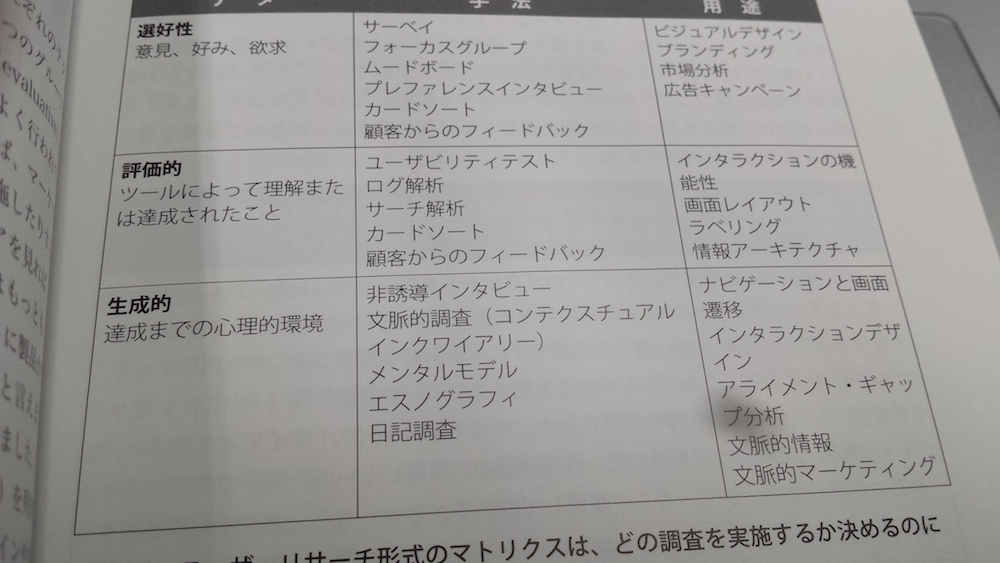 データ 手法 用途
選好性
意見、好み、欲求
サーベイ
フォーカスグループ
ムードボード
プレファレンスインタビュー
カードソート
顧客からのフィードバック
ビジュアルデザイン
ブランディング
市場分析
広告キャンペーン
評価的
ツールによって理解また
は達成されたこと
ユーザビリティテスト
ログ解析
サーチ解析
カードソート
顧客からのフィードバック
インタラクションの機
能性
画面レイアウト
ラベリング
情報アーキテクチャ
生成的
達成までの心理的環境
非誘導インタビュー
文脈的調査（コンテクスチュアル
インクワイアリー）
メンタルモデル
エスノグラフィ
日記調査
ナビゲーションと画面
遷移
インタラクションデザ
イン
アライメント・ギャッ
プ分析
文脈的情報
文脈的マーケティング
リサーチ形式のマトリクスは、どの調査を実施するか決めるのに